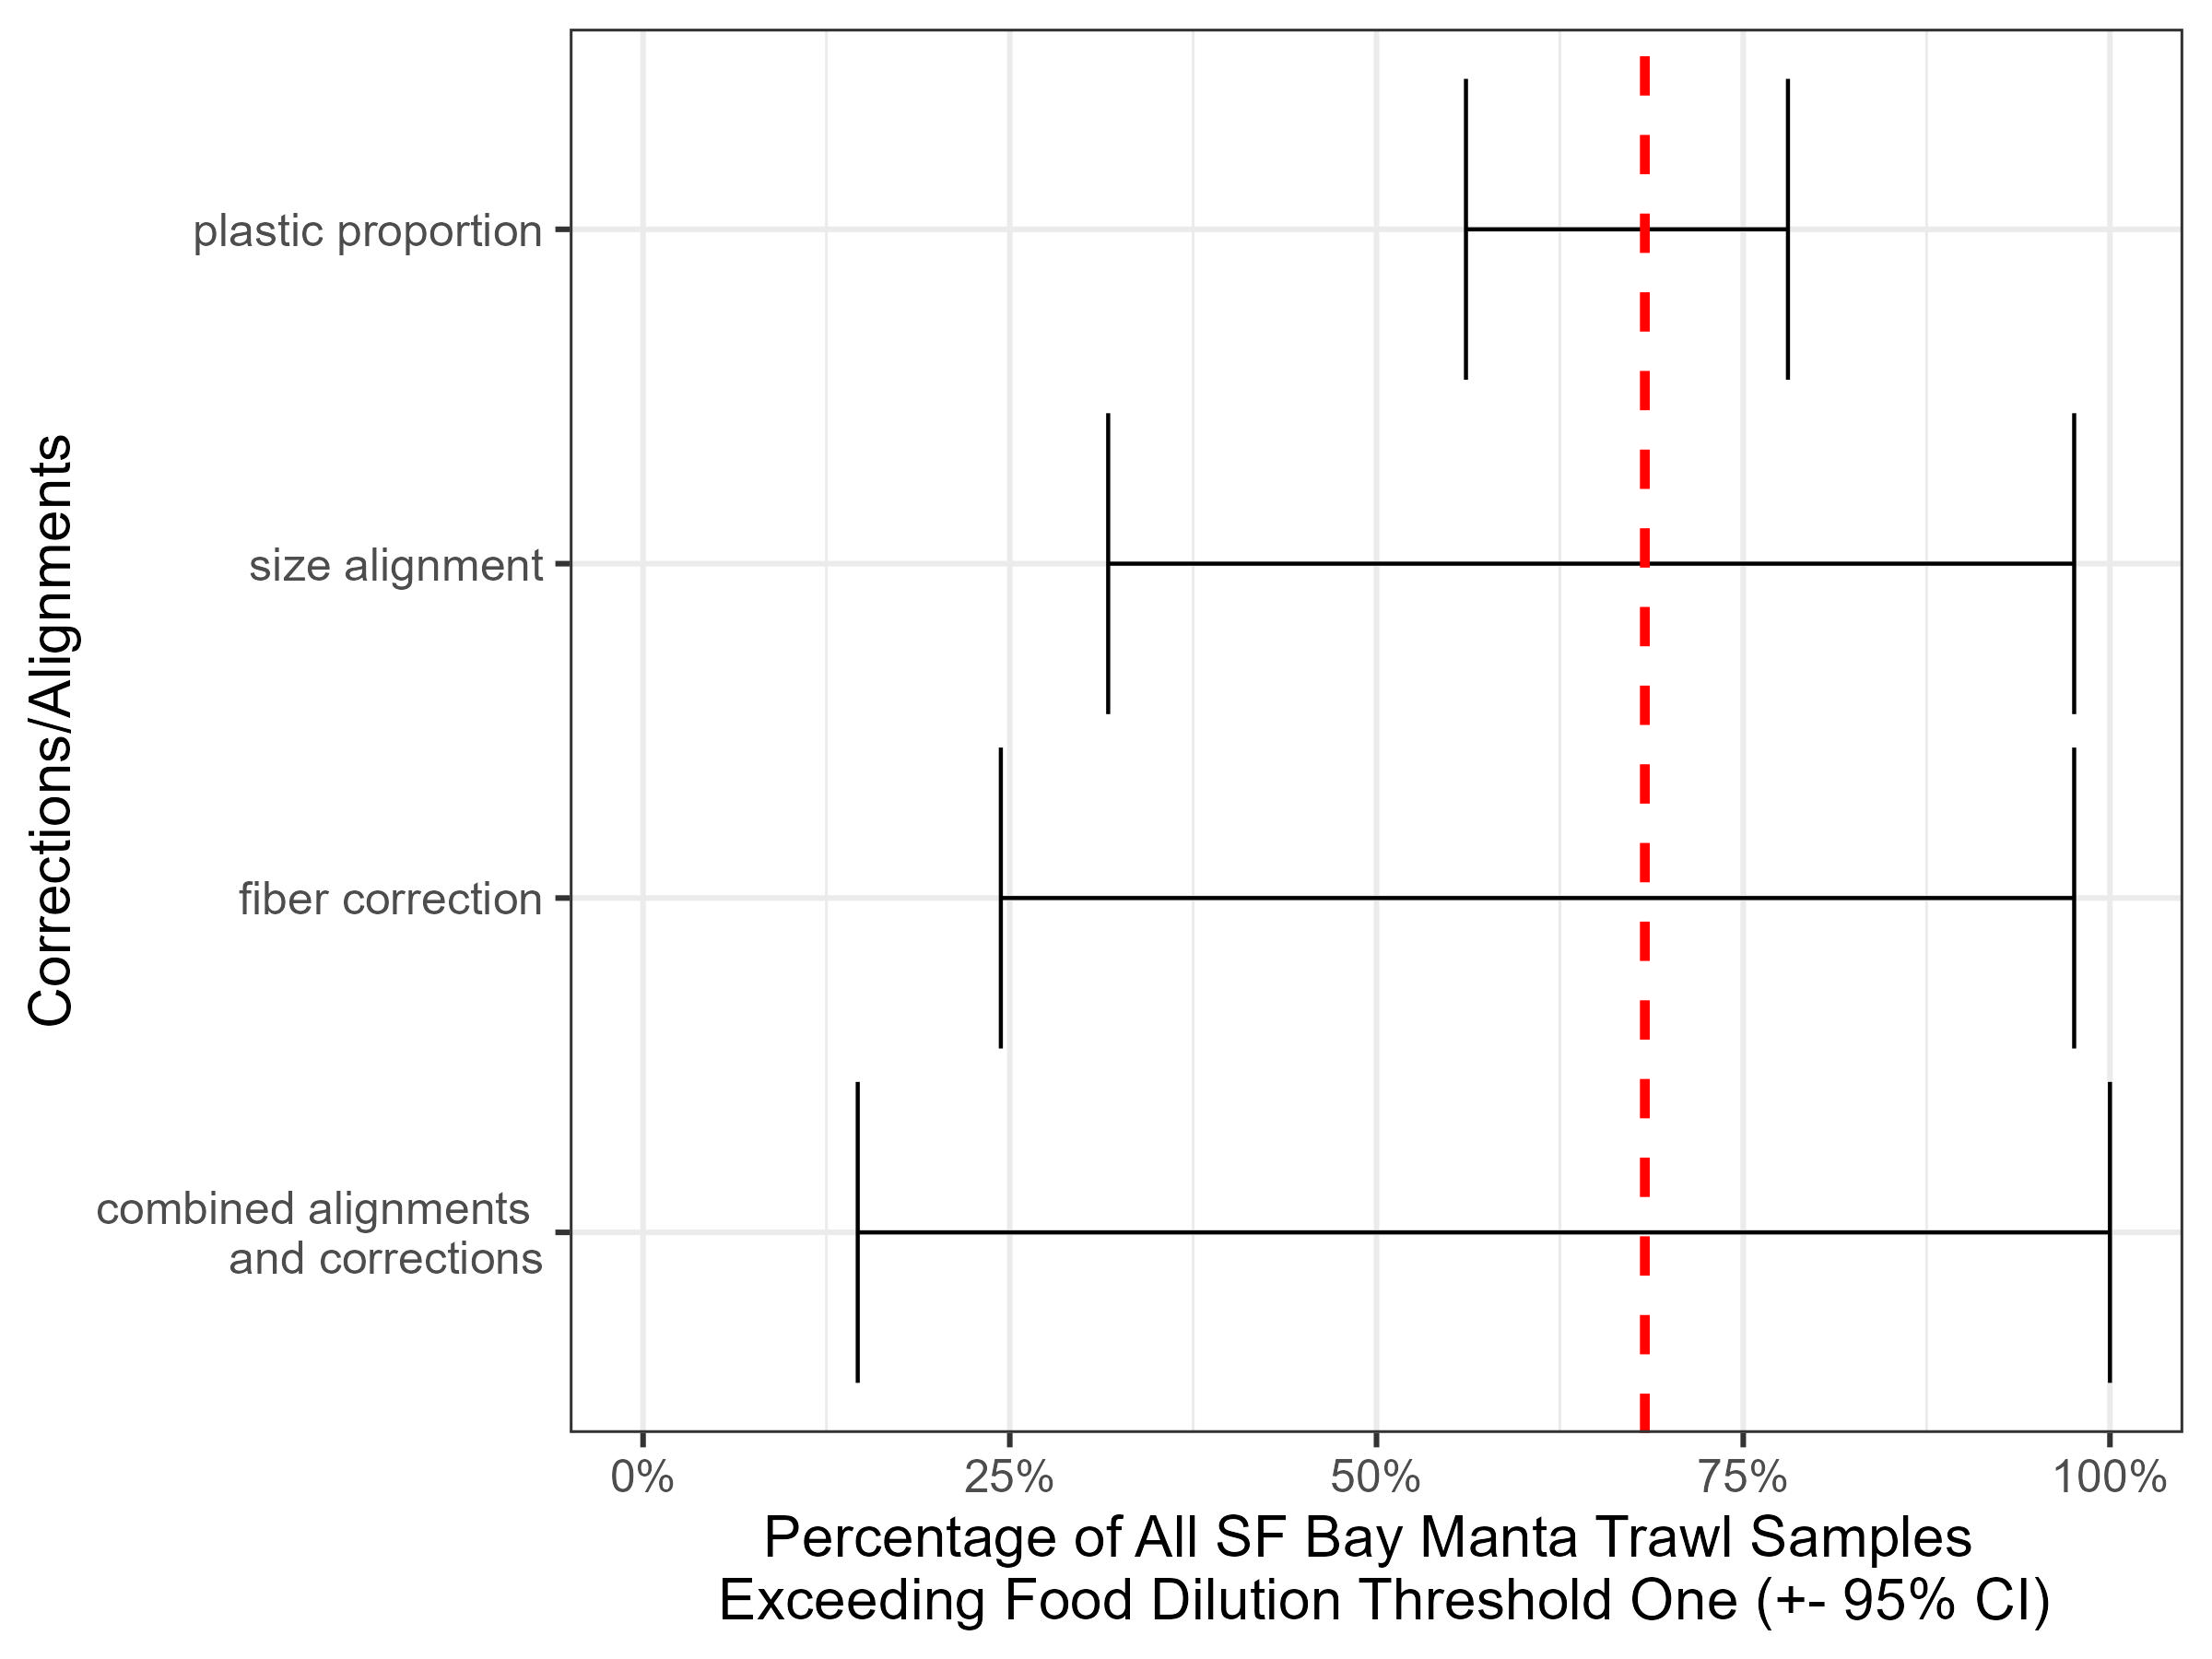 Corrections/Alignments
plastic proportion
size alignment
fiber correction
combined alignments
and corrections
0%
25%
50%
75%
100%
Percentage of All SF Bay Manta Trawl Samples
Exceeding Food Dilution Threshold One (+- 95% CI)